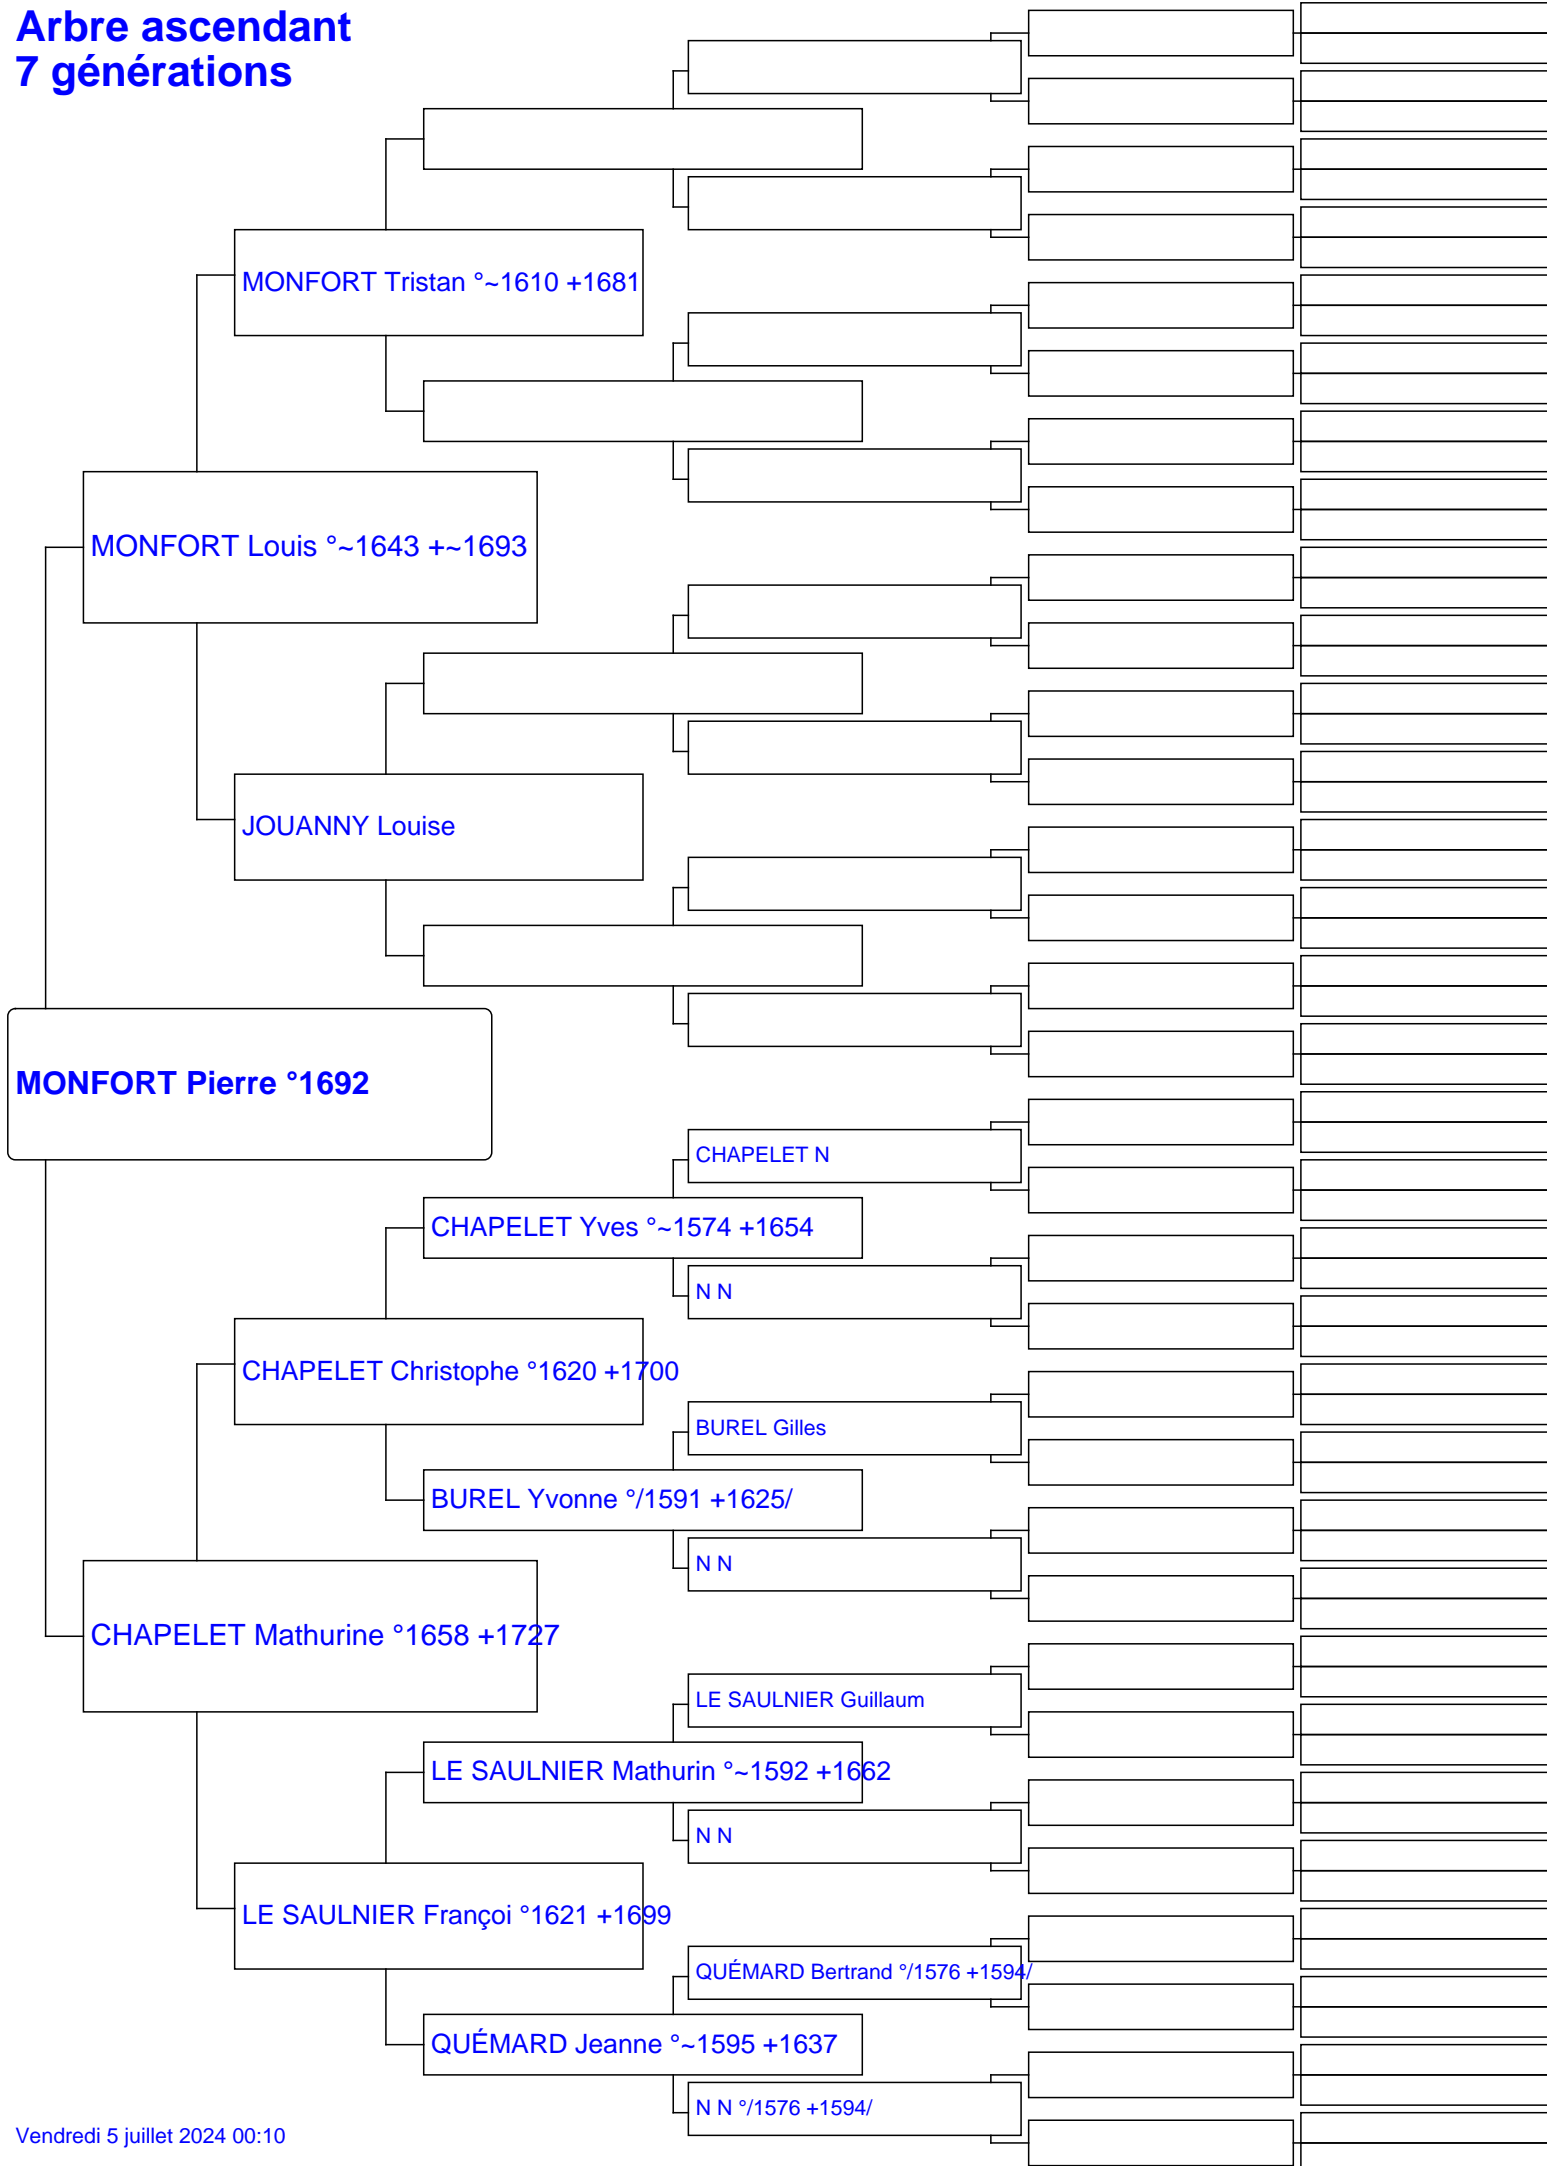 Arbre ascendant
7 générations
MONFORT Tristan °~1610 +1681
MONFORT Louis °~1643 +~1693
JOUANNY Louise
MONFORT Pierre °1692
CHAPELET N
CHAPELET Yves °~1574 +1654
N N
CHAPELET Christophe °1620 +1700
BUREL Gilles
BUREL Yvonne °/1591 +1625/
N N
CHAPELET Mathurine °1658 +1727
LE SAULNIER Guillaum
LE SAULNIER Mathurin °~1592 +1662
N N
LE SAULNIER Françoi °1621 +1699
QUÉMARD Bertrand °/1576 +1594/
QUÉMARD Jeanne °~1595 +1637
N N °/1576 +1594/
Vendredi 5 juillet 2024 00:10